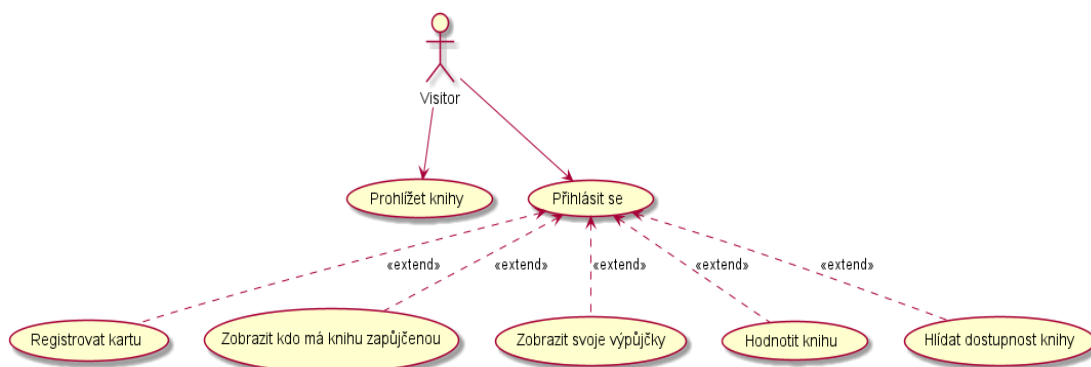 Visitor
Prohlížet knihy
Přihlásit se
«extend»
«extend»
«extend»
«extend»
«extend»
Registrovat kartu
Zobrazit kdo má knihu zapůjčenou
Zobrazit svoje výpůjčky
Hodnotit knihu
Hlídat dostupnost knihy